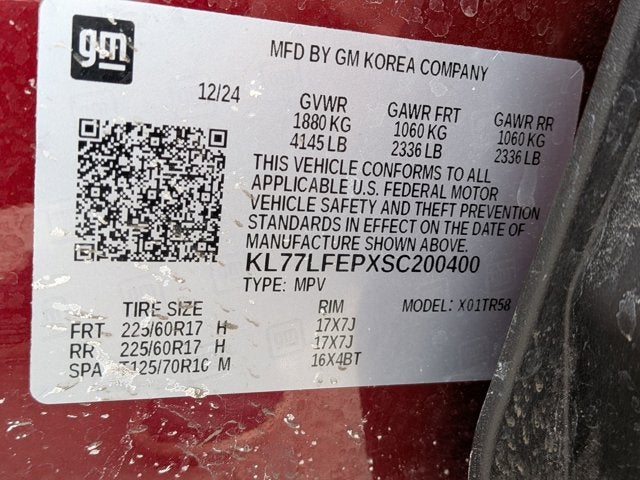 gm
MFD BY GM KOREA COMPANY
12/24
GVWR GAWR FRT GAWR RR
1880 KG 1060 KG 1060 KG
4145 LB 2336 LB 2336 LB
THIS VEHICLE CONFORMS TO ALL
APPLICABLE U.S. FEDERAL MOTOR
VEHICLE SAFETY AND THEFT PREVENTION
STANDARDS IN EFFECT ON THE DATE OF
MANUFACTURE SHOWN ABOVE.
KL77LFEPXSC200400
TYPE: MPV MODEL: X01TR58
TIRE SIZE RIM
FRT 225/60R17 H 17X7J
RR 225/60R17 H 17X7J
SPA T125/70R16 M 16X4BT